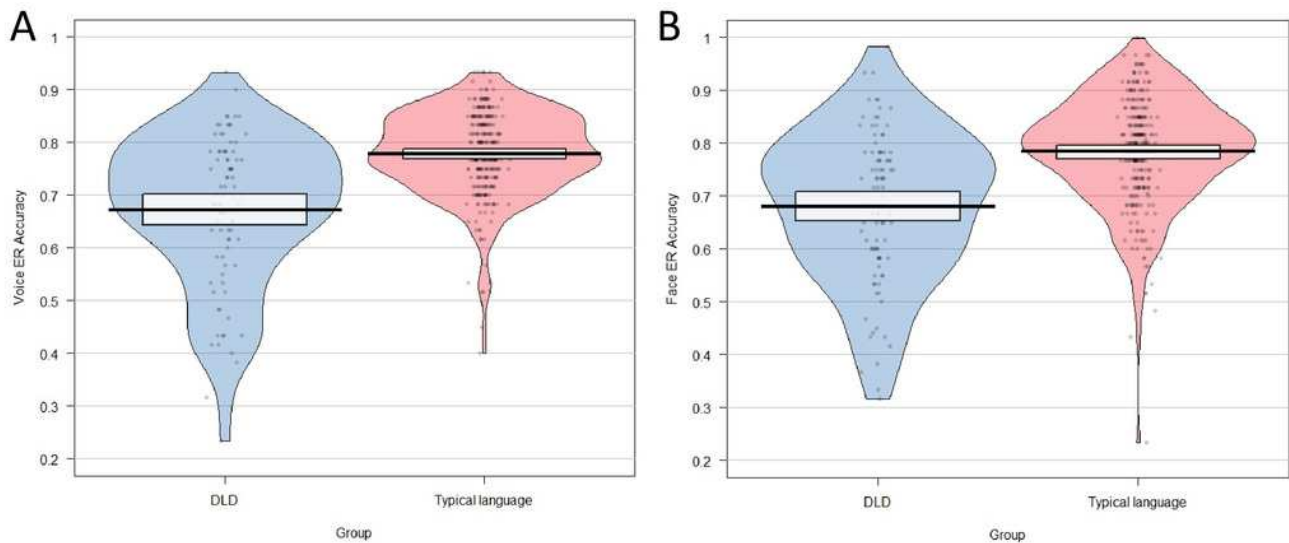 A
Voice ER Accuracy
1
0.9
0.8
0.7
0.6
0.5
0.4
0.3
0.2
DLD
Typical language
Group
B
Face ER Accuracy
1
0.9
0.8
0.7
0.6
0.5
0.4
0.3
0.2
DLD
Typical language
Group